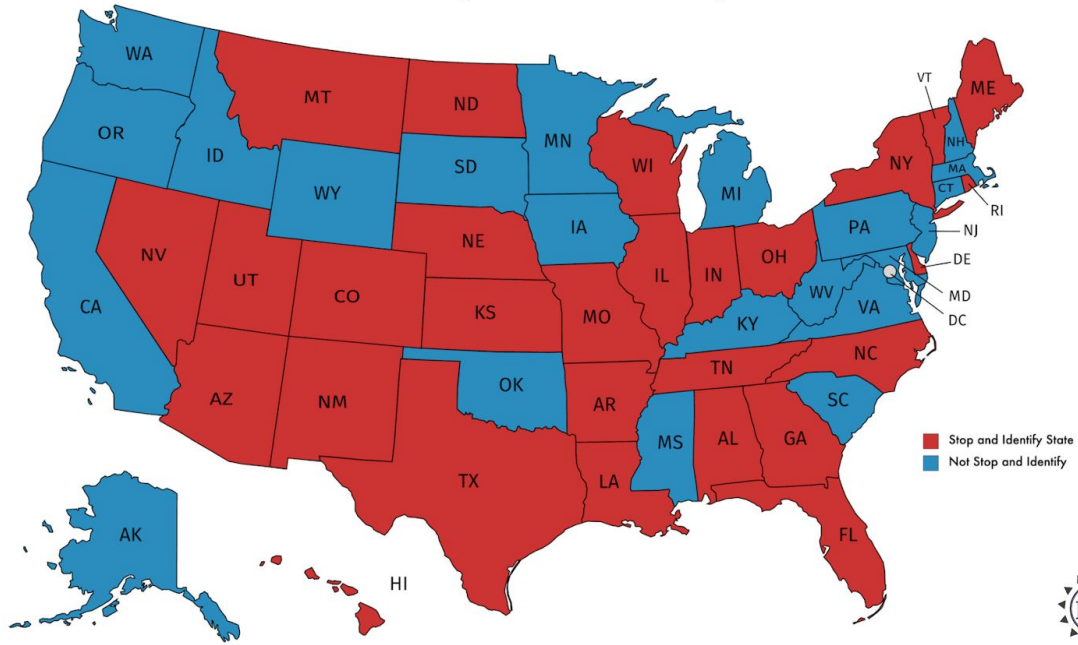 WA
MT
ND
MN
VT
ME
OR
ID
SD
WI
NY
NH
MA
CT
WY
MI
RI
IA
PA
NJ
NV
NE
IL
IN
OH
DE
UT
CO
WV
MD
CA
KS
MO
KY
VA
DC
AZ
NM
OK
TN
NC
AR
SC
MS
AL
GA
Stop and Identify State
Not Stop and Identify
TX
LA
FL
AK
HI